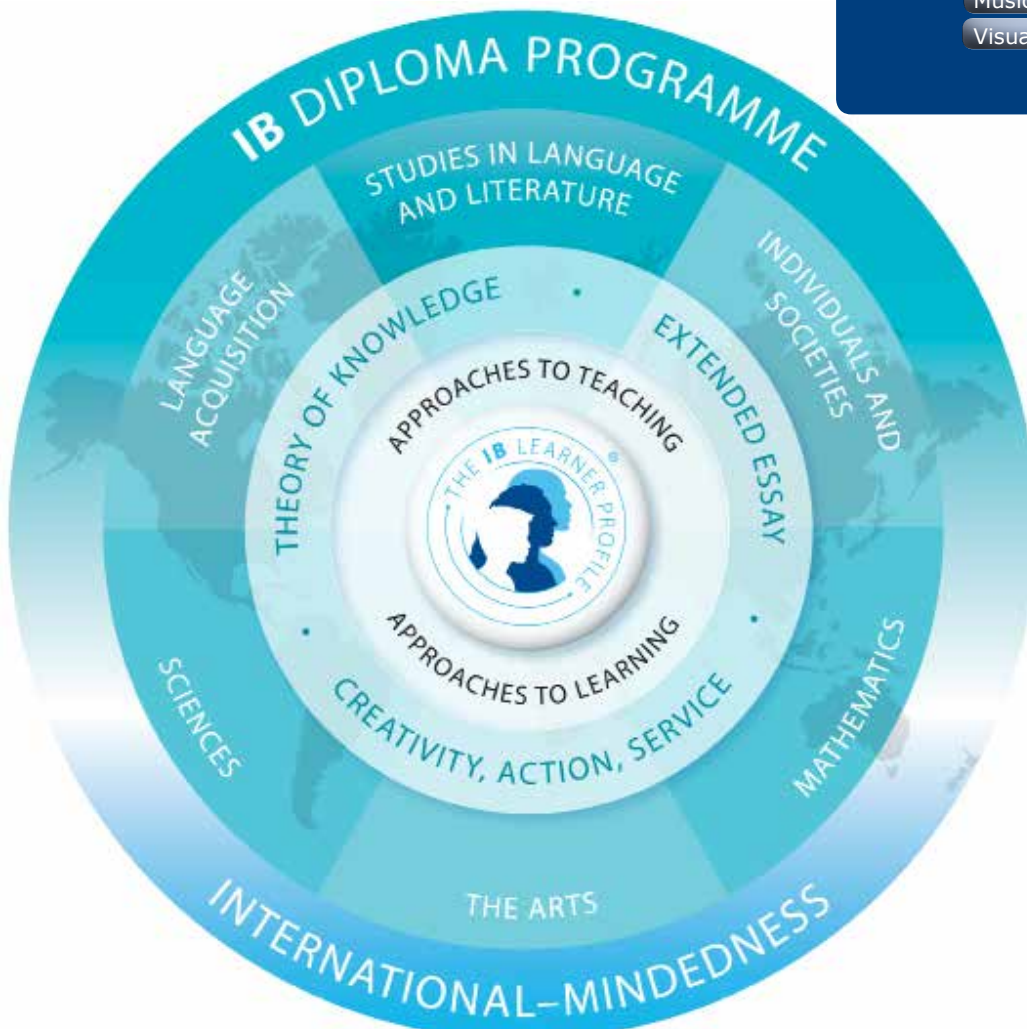 Visua
IB DIPLOMA PROGRAMME
STUDIES IN LANGUAGE
AND LITERATURE
LANGUAGE
ACQUISITION
INDIVIDUALS AND
SOCIETIES
THEORY OF KNOWLEDGE
·
EXTENDED ESSAY
APPROACHES TO TEACHING
THE IB LEARNER PROFILE
®
APPROACHES TO LEARNING
·
·
CREATIVITY, ACTION, SERVICE
SCIENCES
MATHEMATICS
THE ARTS
INTERNATIONAL–MINDEDNESS